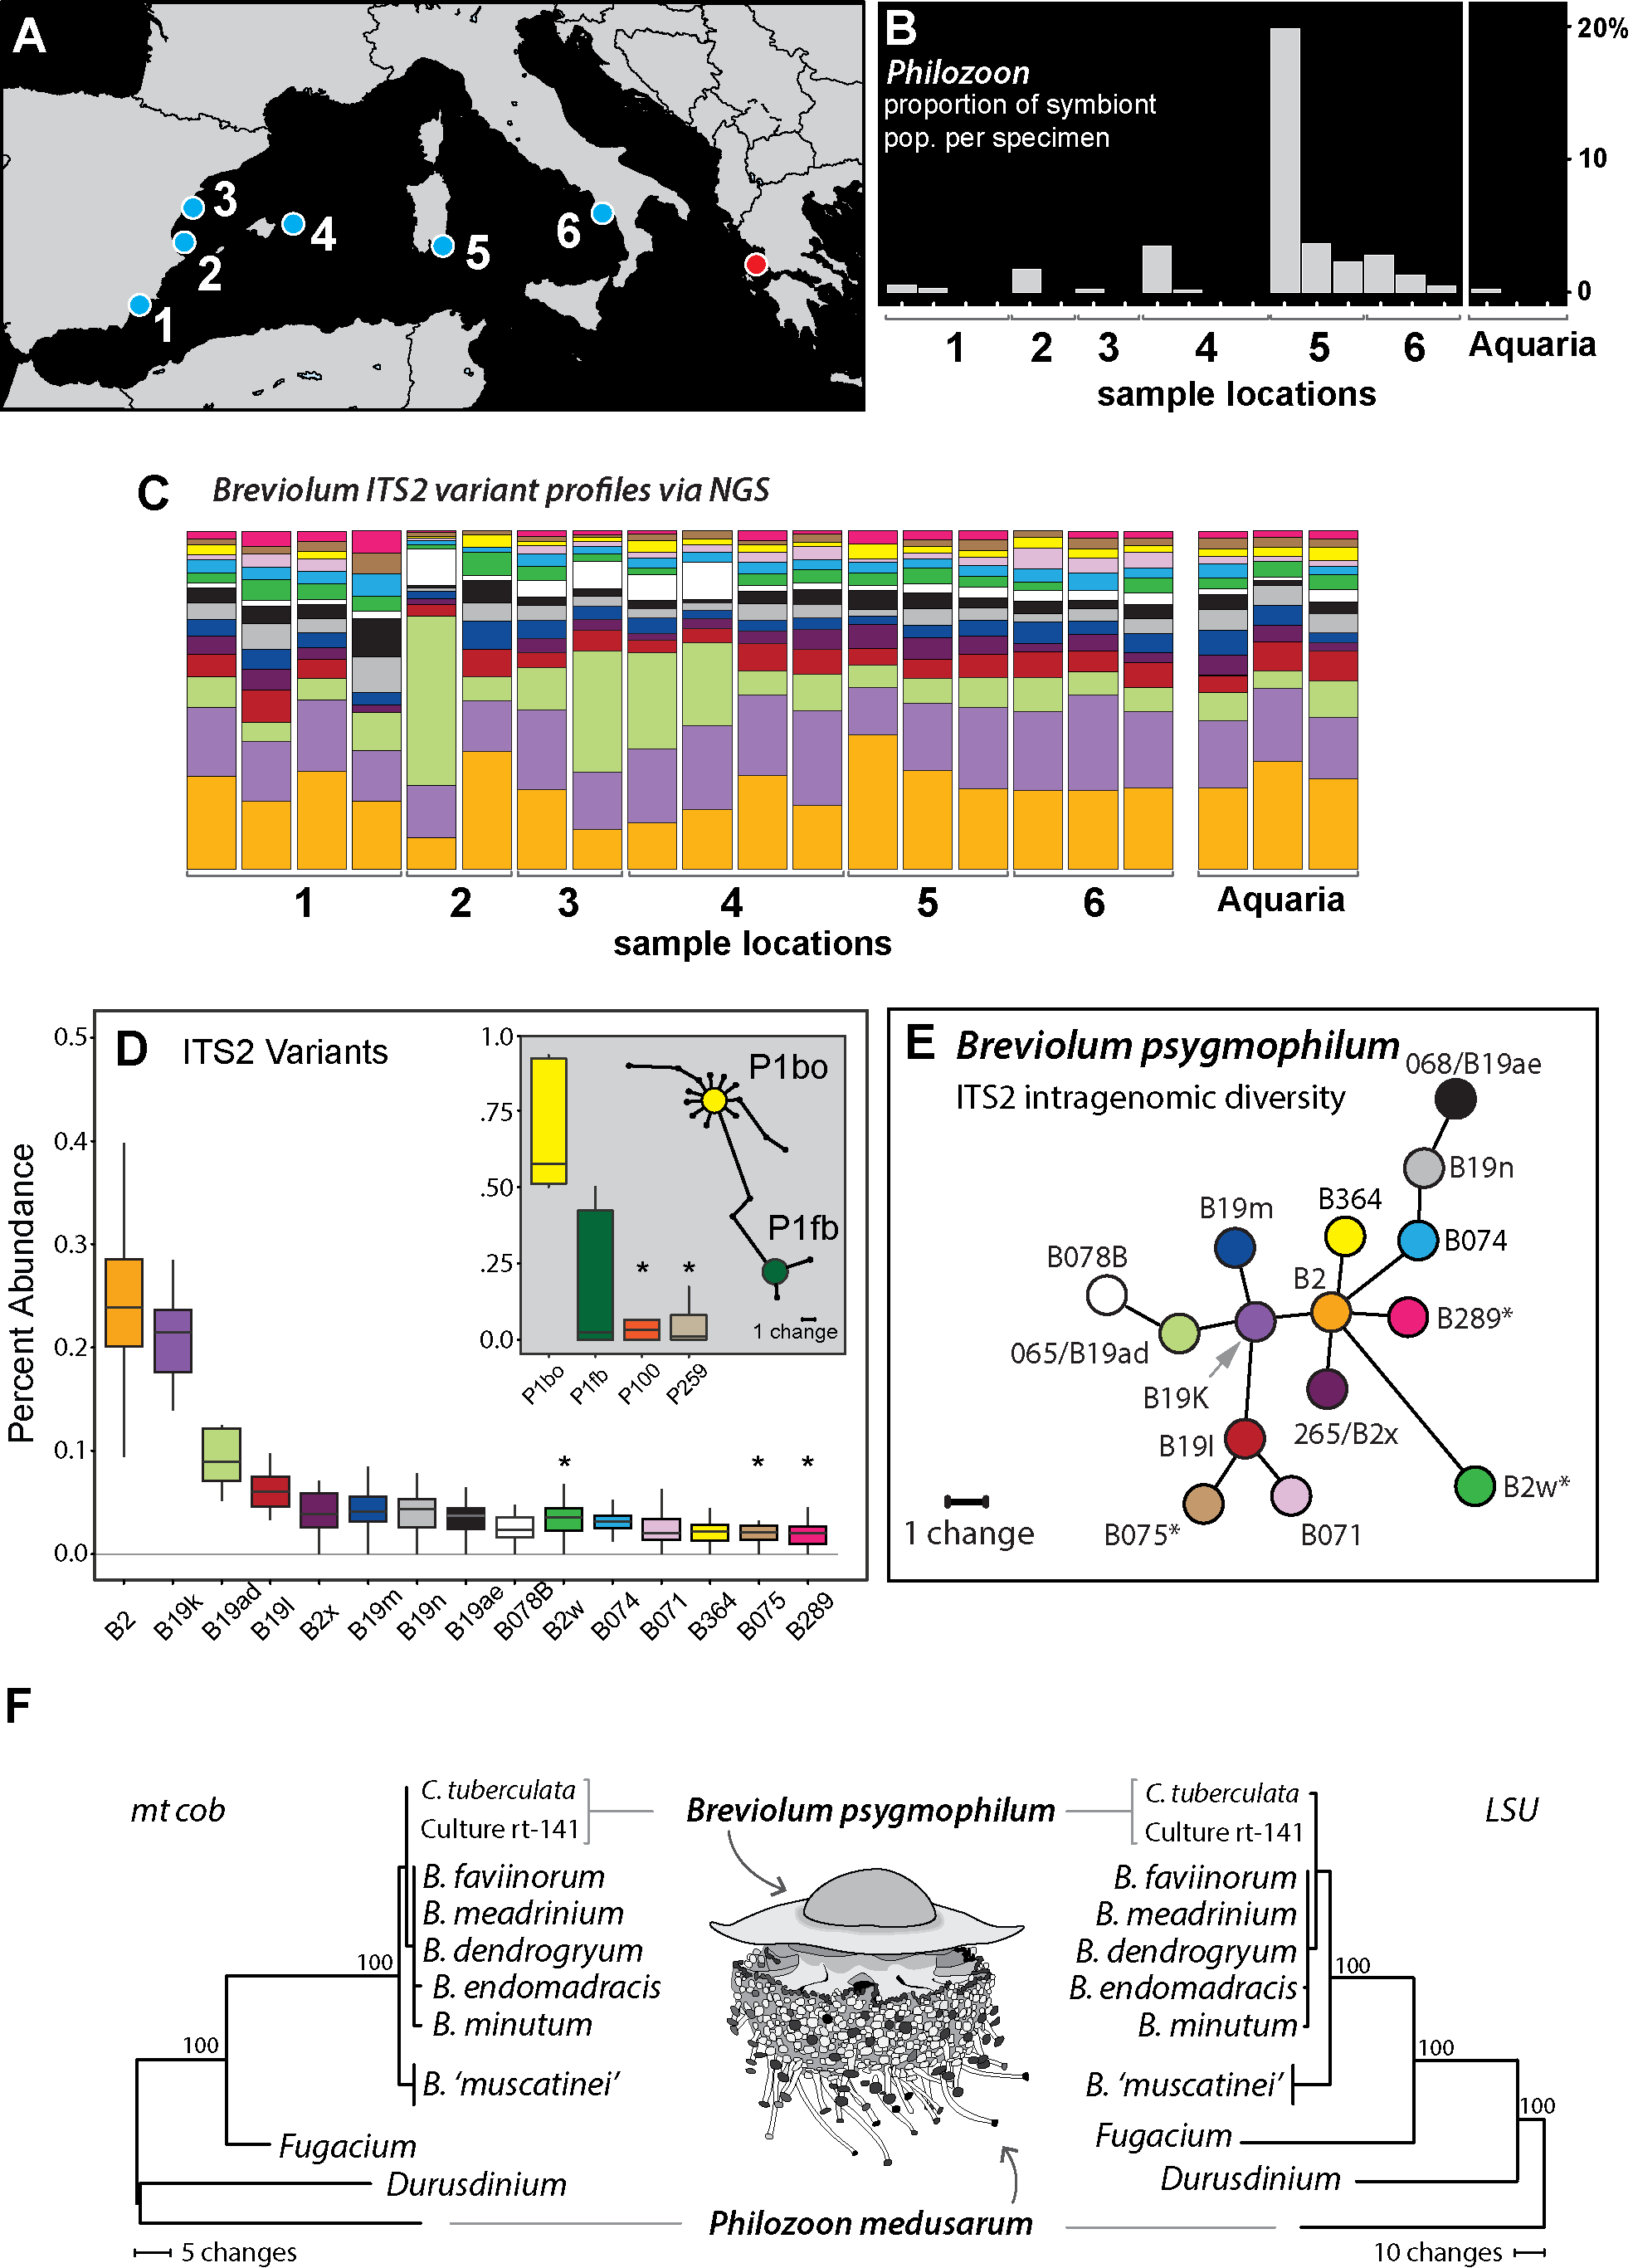 A
1
2
3
4
5
6
B
Philozoon
proportion of symbiont
pop. per specimen
20%
10
0
1 2 3 4 5 6 Aquaria
sample locations
C Breviolum ITS2 variant profiles via NGS
1 2 3 4 5 6 Aquaria
sample locations
D ITS2 Variants
Percent Abundance
0.5
0.4
0.3
0.2
0.1
0.0
B2 B19k B19ad B19l B2x B19m B19n B19ae B078B B2w B074 B071 B364 B075 B289
* * *
1.0
.75
.50
.25
0.0
P1bo P1fb P100 P259
* *
P1bo
P1fb
1 change
E Breviolum psygmophilum
ITS2 intragenomic diversity
068/B19ae
B19n
B364
B074
B19m
B078B
B2
B289*
065/B19ad
B19K
B19l
265/B2x
B2w*
B075*
B071
1 change
F
mt cob
C. tuberculata
Culture rt-141
B. faviinorum
B. meadrinium
B. dendrogryum
B. endomadracis
B. minutum
B. ‘muscatinei’
Fugacium
Durusdinium
100
100
5 changes
Breviolum psygmophilum
Philozoon medusarum
LSU
C. tuberculata
Culture rt-141
B. faviinorum
B. meadrinium
B. dendrogryum
B. endomadracis
B. minutum
B. ‘muscatinei’
Fugacium
Durusdinium
100
100
100
10 changes